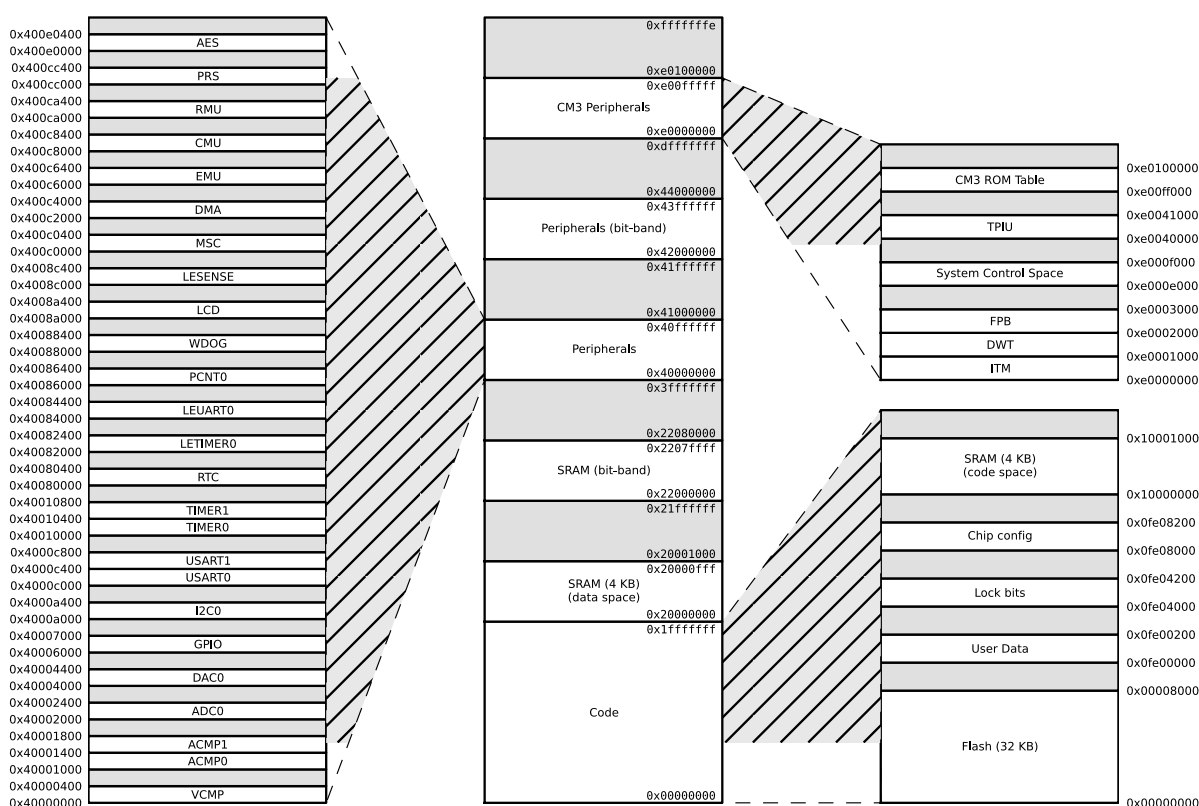 0x400e0400
AES
0x400e0000
0x400cc400
PRS
0x400cc000
0x400ca400
RMU
0x400ca000
0x400c8400
CMU
0x400c8000
0x400c6400
EMU
0x400c6000
0x400c4000
DMA
0x400c2000
0x400c0400
MSC
0x400c0000
0x4008c400
LESENSE
0x4008c000
0x4008a400
LCD
0x4008a000
0x40088400
WDOG
0x40088000
0x40086400
PCNT0
0x40086000
0x40084400
LEUART0
0x40084000
0x40082400
LETIMER0
0x40082000
0x40080400
RTC
0x40080000
0x40010800
TIMER1
0x40010400
TIMER0
0x40010000
0x4000c800
USART1
0x4000c400
USART0
0x4000c000
0x4000a400
I2C0
0x4000a000
0x40007000
GPIO
0x40006000
0x40004400
DAC0
0x40004000
0x40002400
ADC0
0x40002000
0x40001800
ACMP1
0x40001400
ACMP0
0x40001000
0x40000400
VCMP
0x40000000
0xfffffffe
0xe0100000
0xe00fffff
CM3 Peripherals
0xe0000000
0xdfffffff
0x44000000
0x43ffffff
Peripherals (bit-band)
0x42000000
0x41ffffff
0x41000000
0x40ffffff
Peripherals
0x40000000
0x3fffffff
0x22080000
0x2207ffff
SRAM (bit-band)
0x22000000
0x21ffffff
0x20001000
0x20000fff
SRAM (4 KB)
(data space)
0x20000000
0x1fffffff
Code
0x00000000
0xe0100000
CM3 ROM Table
0xe00ff000
0xe0041000
TPIU
0xe0040000
0xe000f000
System Control Space
0xe000e000
0xe0003000
FPB
0xe0002000
DWT
0xe0001000
ITM
0xe0000000
0x10001000
SRAM (4 KB)
(code space)
0x10000000
0x0fe08200
Chip config
0x0fe08000
0x0fe04200
Lock bits
0x0fe04000
0x0fe00200
User Data
0x0fe00000
0x00008000
Flash (32 KB)
0x00000000